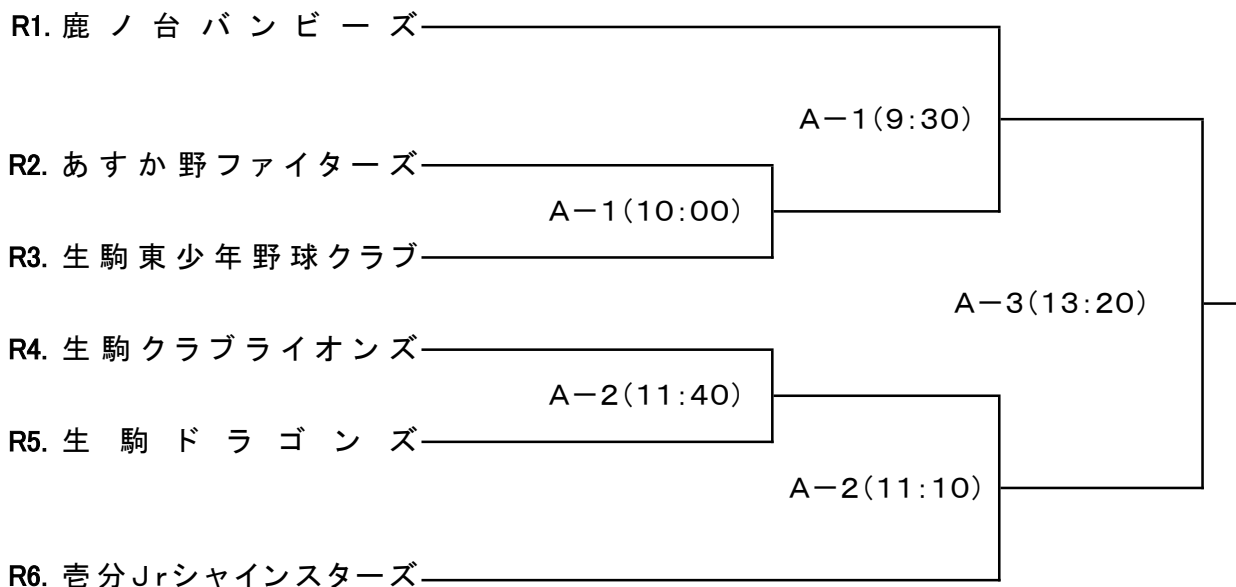 R1. 鹿ノ台バンビーズ
A－1(9:30)
R2. あすか野ファイターズ
A－1(10:00)
R3. 生駒東少年野球クラブ
A－3(13:20)
R4. 生駒クラブライオンズ
A－2(11:40)
R5. 生駒ドラゴンズ
A－2(11:10)
R6. 壱分Jrシャインスターズ